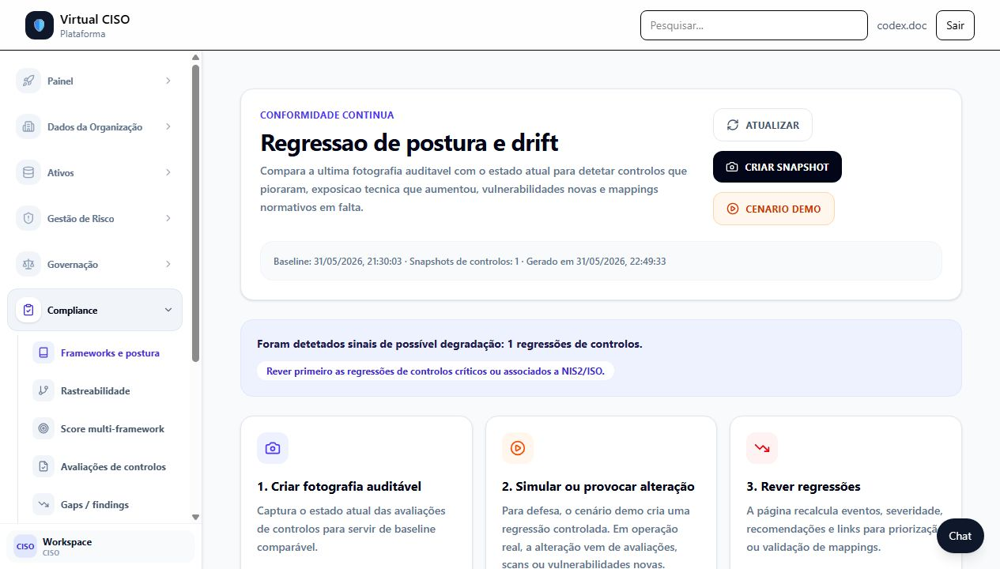 Virtual CISO
Plataforma
Pesquisar...
codex.doc
Sair
Painel
Dados da Organização
Ativos
Gestão de Risco
Governação
Compliance
Frameworks e postura
Rastreabilidade
Score multi-framework
Avaliações de controlos
Gaps / findings
CISO
Workspace
CISO
CONFORMIDADE CONTINUA
Regressao de postura e drift
Compara a ultima fotografia auditavel com o estado atual para detetar controlos que
pioraram, exposicao tecnica que aumentou, vulnerabilidades novas e mappings
normativos em falta.
ATUALIZAR
CRIAR SNAPSHOT
CENARIO DEMO
Baseline: 31/05/2026, 21:30:03 · Snapshots de controlos: 1 · Gerado em 31/05/2026, 22:49:33
Foram detetados sinais de possível degradação: 1 regressões de controlos.
Rever primeiro as regressões de controlos críticos ou associados a NIS2/ISO.
1. Criar fotografia auditável
Captura o estado atual das avaliações
de controlos para servir de baseline
comparável.
2. Simular ou provocar alteração
Para defesa, o cenário demo cria uma
regressão controlada. Em operação
real, a alteração vem de avaliações,
scans ou vulnerabilidades novas.
3. Rever regressões
A página recalcula eventos, severidade,
recomendações e links para priorização
ou validação de mappings.
Chat